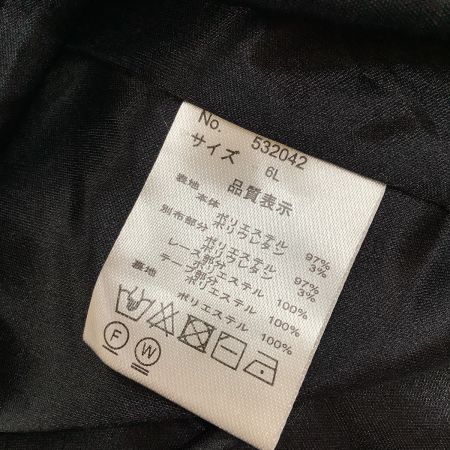 No. 532042
サイズ 6L
品質表示
表地
本体 ポリエステル 97%
ポリウレタン 3%
別布部分 ポリエステル 97%
ポリウレタン 3%
レース部分 ポリエステル 100%
テープ部分 ポリエステル 100%
裏地 ポリエステル 100%
F W